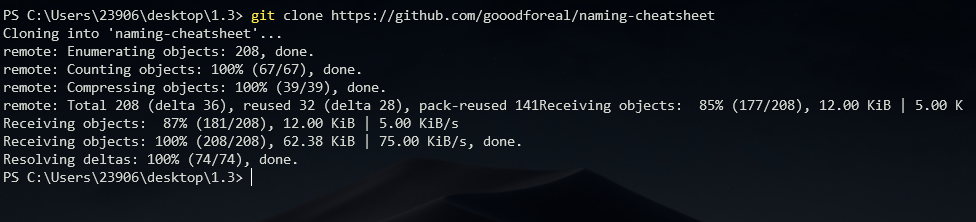 PS C:\Users\23906\desktop\1.3> git clone https://github.com/gooodforeal/naming-cheatsheet
Cloning into 'naming-cheatsheet'...
remote: Enumerating objects: 208, done.
remote: Counting objects: 100% (67/67), done.
remote: Compressing objects: 100% (39/39), done.
remote: Total 208 (delta 36), reused 32 (delta 28), pack-reused 141Receiving objects:  85% (177/208), 12.00 KiB | 5.00 K
Receiving objects:  87% (181/208), 12.00 KiB | 5.00 KiB/s
Receiving objects: 100% (208/208), 62.38 KiB | 75.00 KiB/s, done.
Resolving deltas: 100% (74/74), done.
PS C:\Users\23906\desktop\1.3>